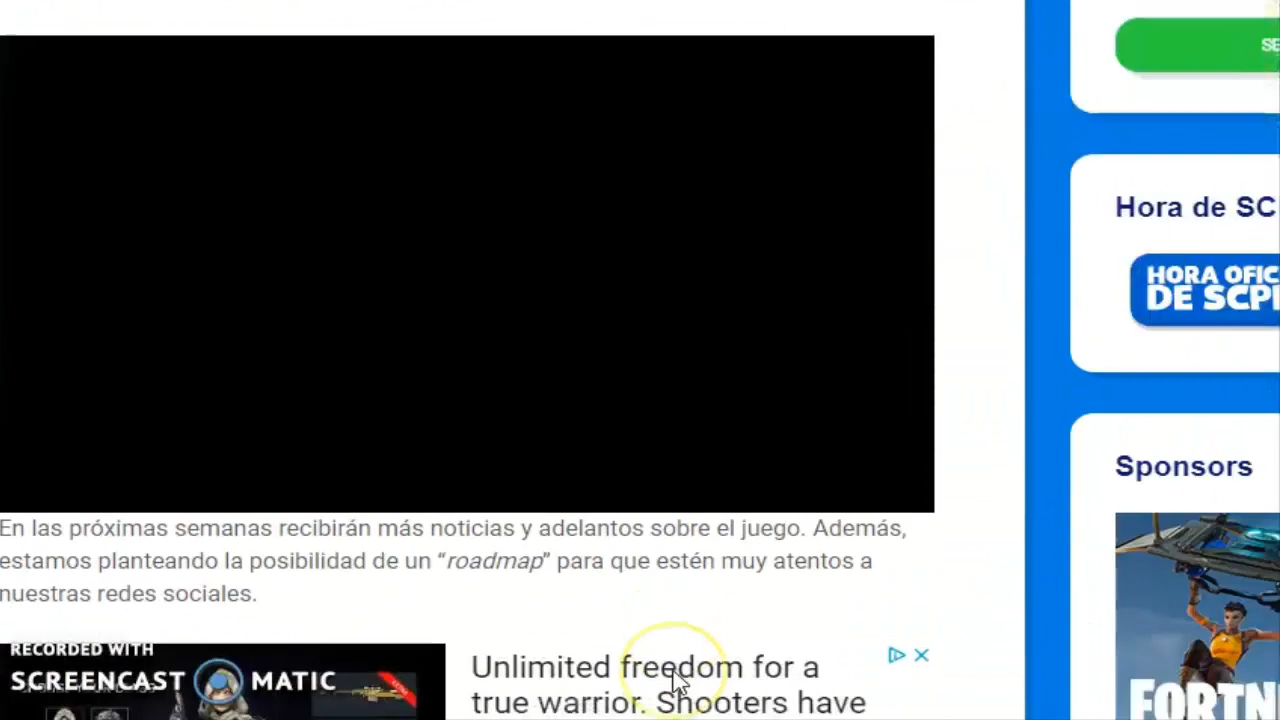 SE
Hora de SC
HORA OFIC
DE SCPI
Sponsors
En las próximas semanas recibirán más noticias y adelantos sobre el juego. Además,
estamos planteando la posibilidad de un “roadmap” para que estén muy atentos a
nuestras redes sociales.
RECORDED WITH
SCREENCAST MATIC
Unlimited freedom for a
true warrior. Shooters have
FORTN